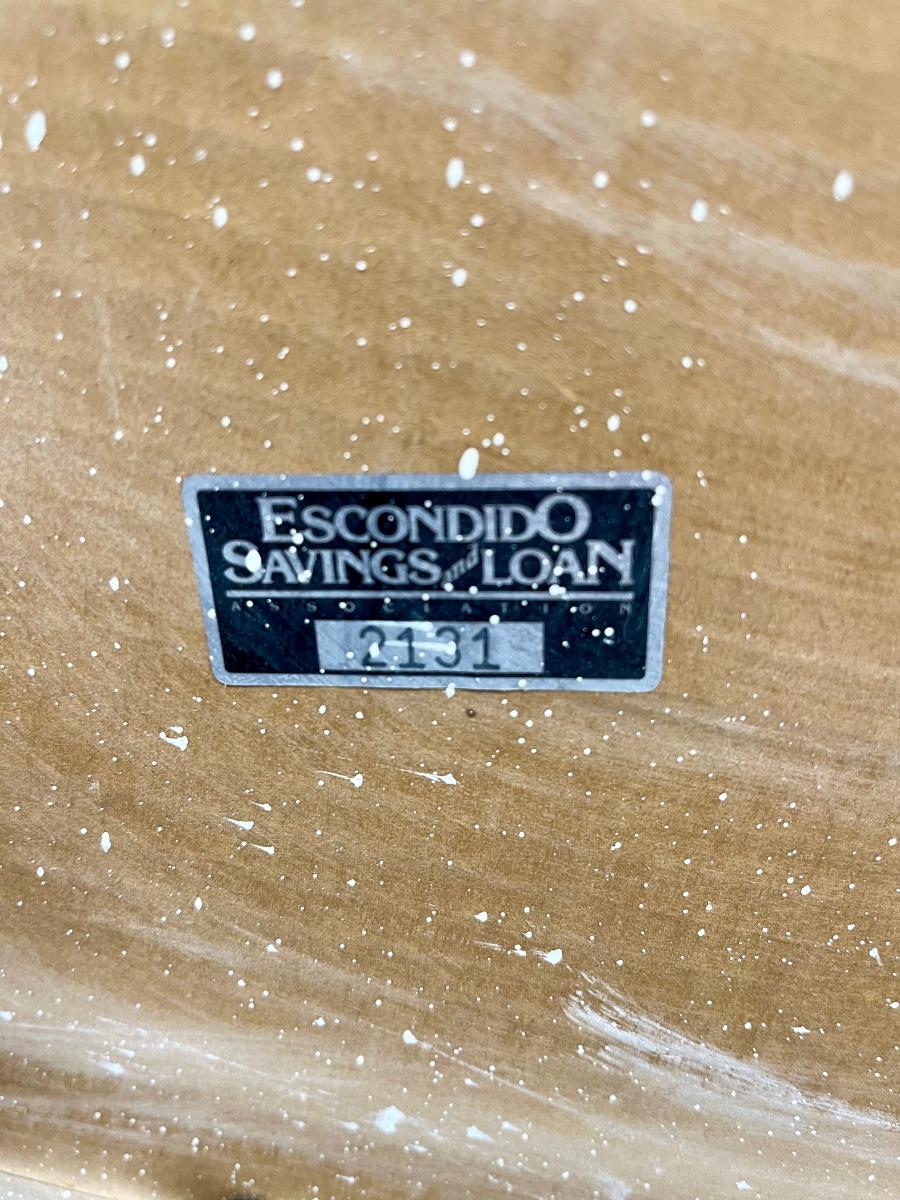 ESCONDIDO
SAVINGS and LOAN
ASSOCIATION
2131